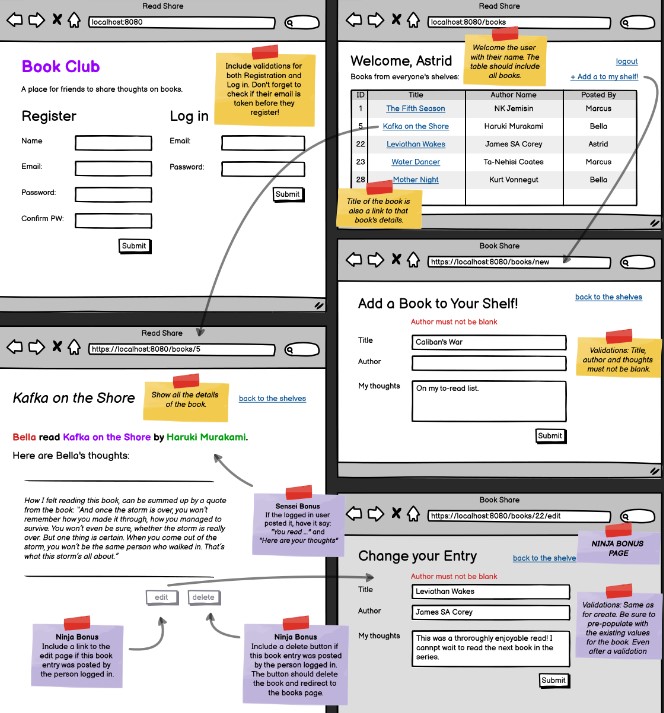 Read Share
localhost:8080
Book Club
A place for friends to share thoughts on books.
Include validations for
both Registration and
Log in. Don't forget to
check if their email is
taken before they
register!
Register
Name
Email:
Password:
Confirm PW:
Submit
Log in
Email:
Password:
Submit
Read Share
localhost:8080/books
Welcome, Astrid
Books from everyone's shelves:
Welcome the user
with their name. The
table should include
all books.
logout
+ Add a to my shelf!
ID Title Author Name Posted By
1 The Fifth Season NK Jemisin Marcus
5 Kafka on the Shore Haruki Murakami Bella
22 Leviathan Wakes James SA Corey Astrid
23 Water Dancer Ta-Nehisi Coates Marcus
28 Mother Night Kurt Vonnegut Bella
Title of the book is
also a link to that
book's details.
Book Share
https://localhost:8080/books/new
Add a Book to Your Shelf!
back to the shelves
Author must not be blank
Title
Caliban's War
Author
My thoughts
On my to-read list.
Submit
Validations: Title,
author and thoughts
must not be blank.
Read Share
https://localhost:8080/books/5
Kafka on the Shore
Show all the details
of the book.
back to the shelves
Bella read Kafka on the Shore by Haruki Murakami.
Here are Bella's thoughts:
How I felt reading this book, can be summed up by a quote
from the book: "And once the storm is over, you won't
remember how you made it through, how you managed to
survive. You won't even be sure, whether the storm is really
over. But one thing is certain. When you come out of the
storm, you won't be the same person who walked in. That's
what this storm's all about."
Sensei Bonus
If the logged in user
posted it, have it say:
"You read ..." and
"Here are your thoughts"
edit
delete
Ninja Bonus
Include a link to the
edit page if this book
entry was posted by
the person logged in.
Ninja Bonus
Include a delete button if
this book entry was posted
by the person logged in.
The button should delete
the book and redirect to
the books page.
Book Share
https://localhost:8080/books/22/edit
Change your Entry
back to the shelve
NINJA BONUS
PAGE
Author must not be blank
Title
Leviathan Wakes
Author
James SA Corey
My thoughts
This was a throroughly enjoyable read! I
cannpt wait to read the next book in the
series.
Submit
Validations: Same as
for create. Be sure to
pre-populate with
the existing values
for the book. Even
after a validation